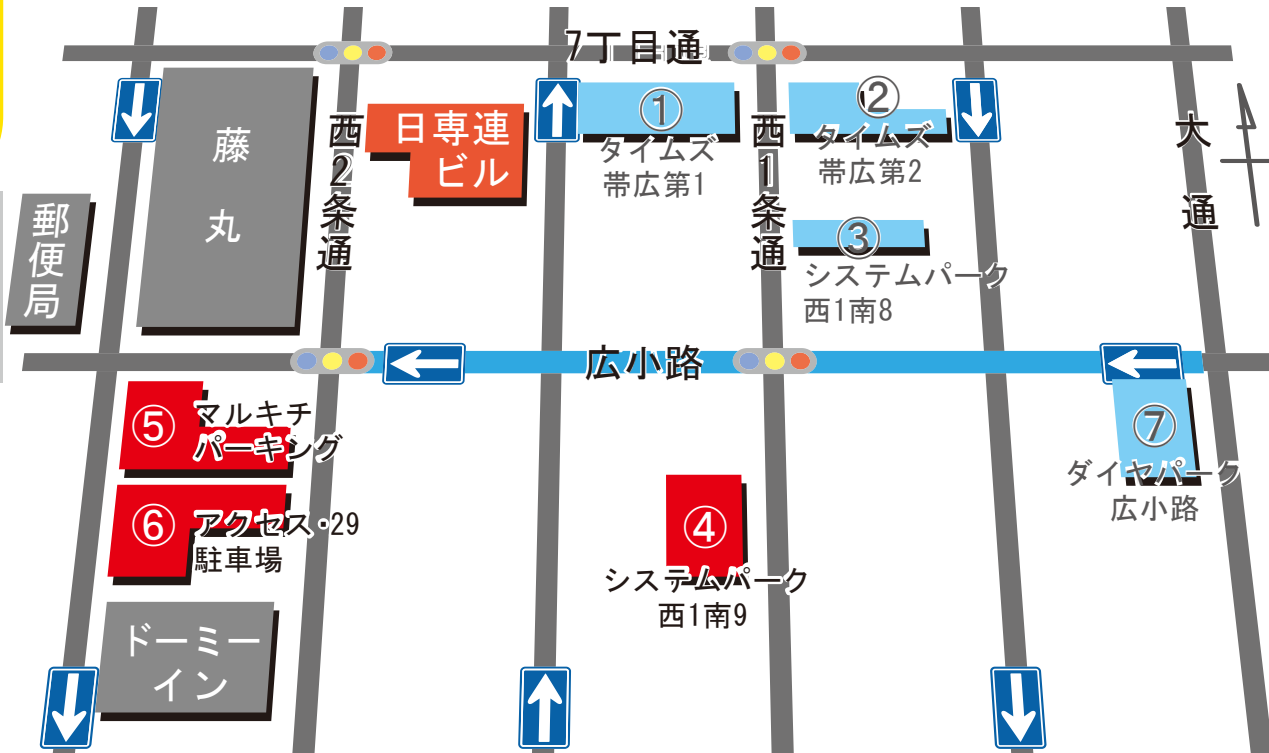 7丁目通
藤
丸
西2条通
日専連
ビル
①
タイムズ
帯広第1
西1条通
②
タイムズ
帯広第2
大通
郵便局
③
システムパーク
西1南8
広小路
⑤
マルキチ
パーキング
⑦
ダイヤパーク
広小路
⑥
アクセス・29
駐車場
④
システムパーク
西1南9
ドーミー
イン